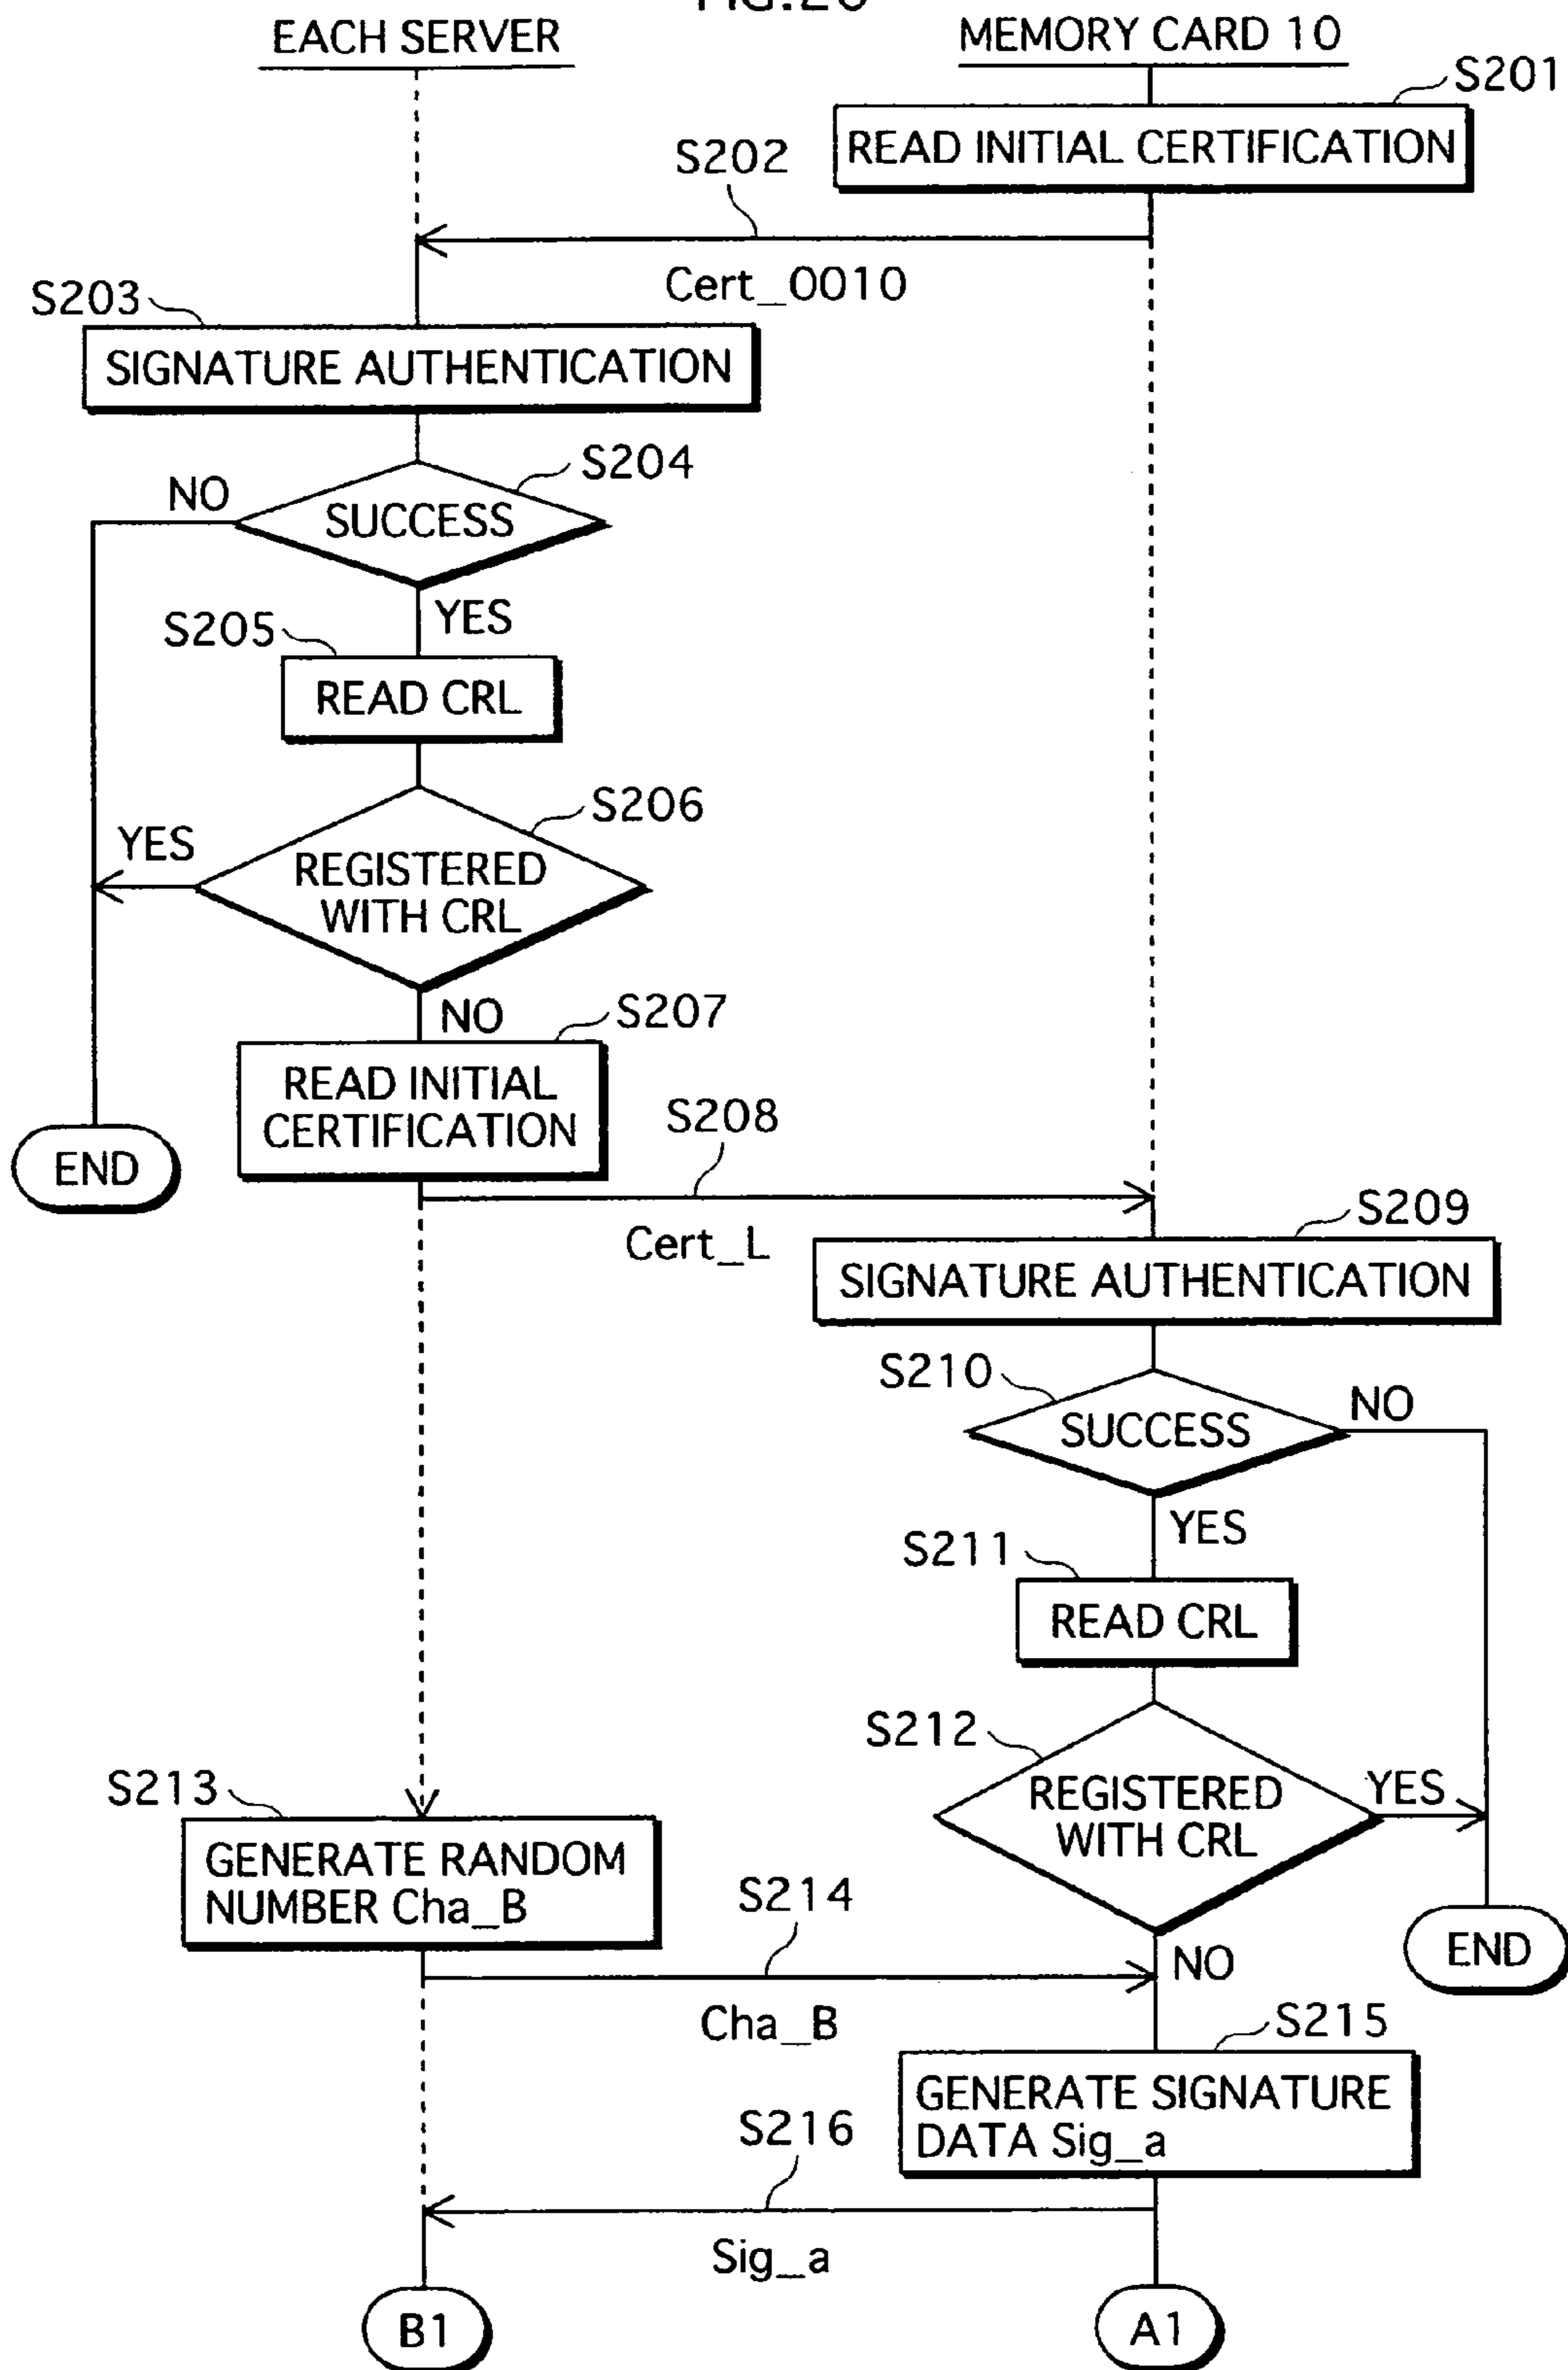 EACH SERVER
MEMORY CARD 10
S201
READ INITIAL CERTIFICATION
S202
Cert_0010
S203
SIGNATURE AUTHENTICATION
S204
NO
SUCCESS
YES
S205
READ CRL
S206
YES
REGISTERED
WITH CRL
NO
S207
READ INITIAL
CERTIFICATION
S208
END
Cert_L
S209
SIGNATURE AUTHENTICATION
S210
NO
SUCCESS
YES
S211
READ CRL
S212
REGISTERED
WITH CRL
YES
S213
GENERATE RANDOM
NUMBER Cha_B
S214
END
NO
Cha_B
S215
GENERATE SIGNATURE
DATA Sig_a
S216
Sig_a
B1
A1